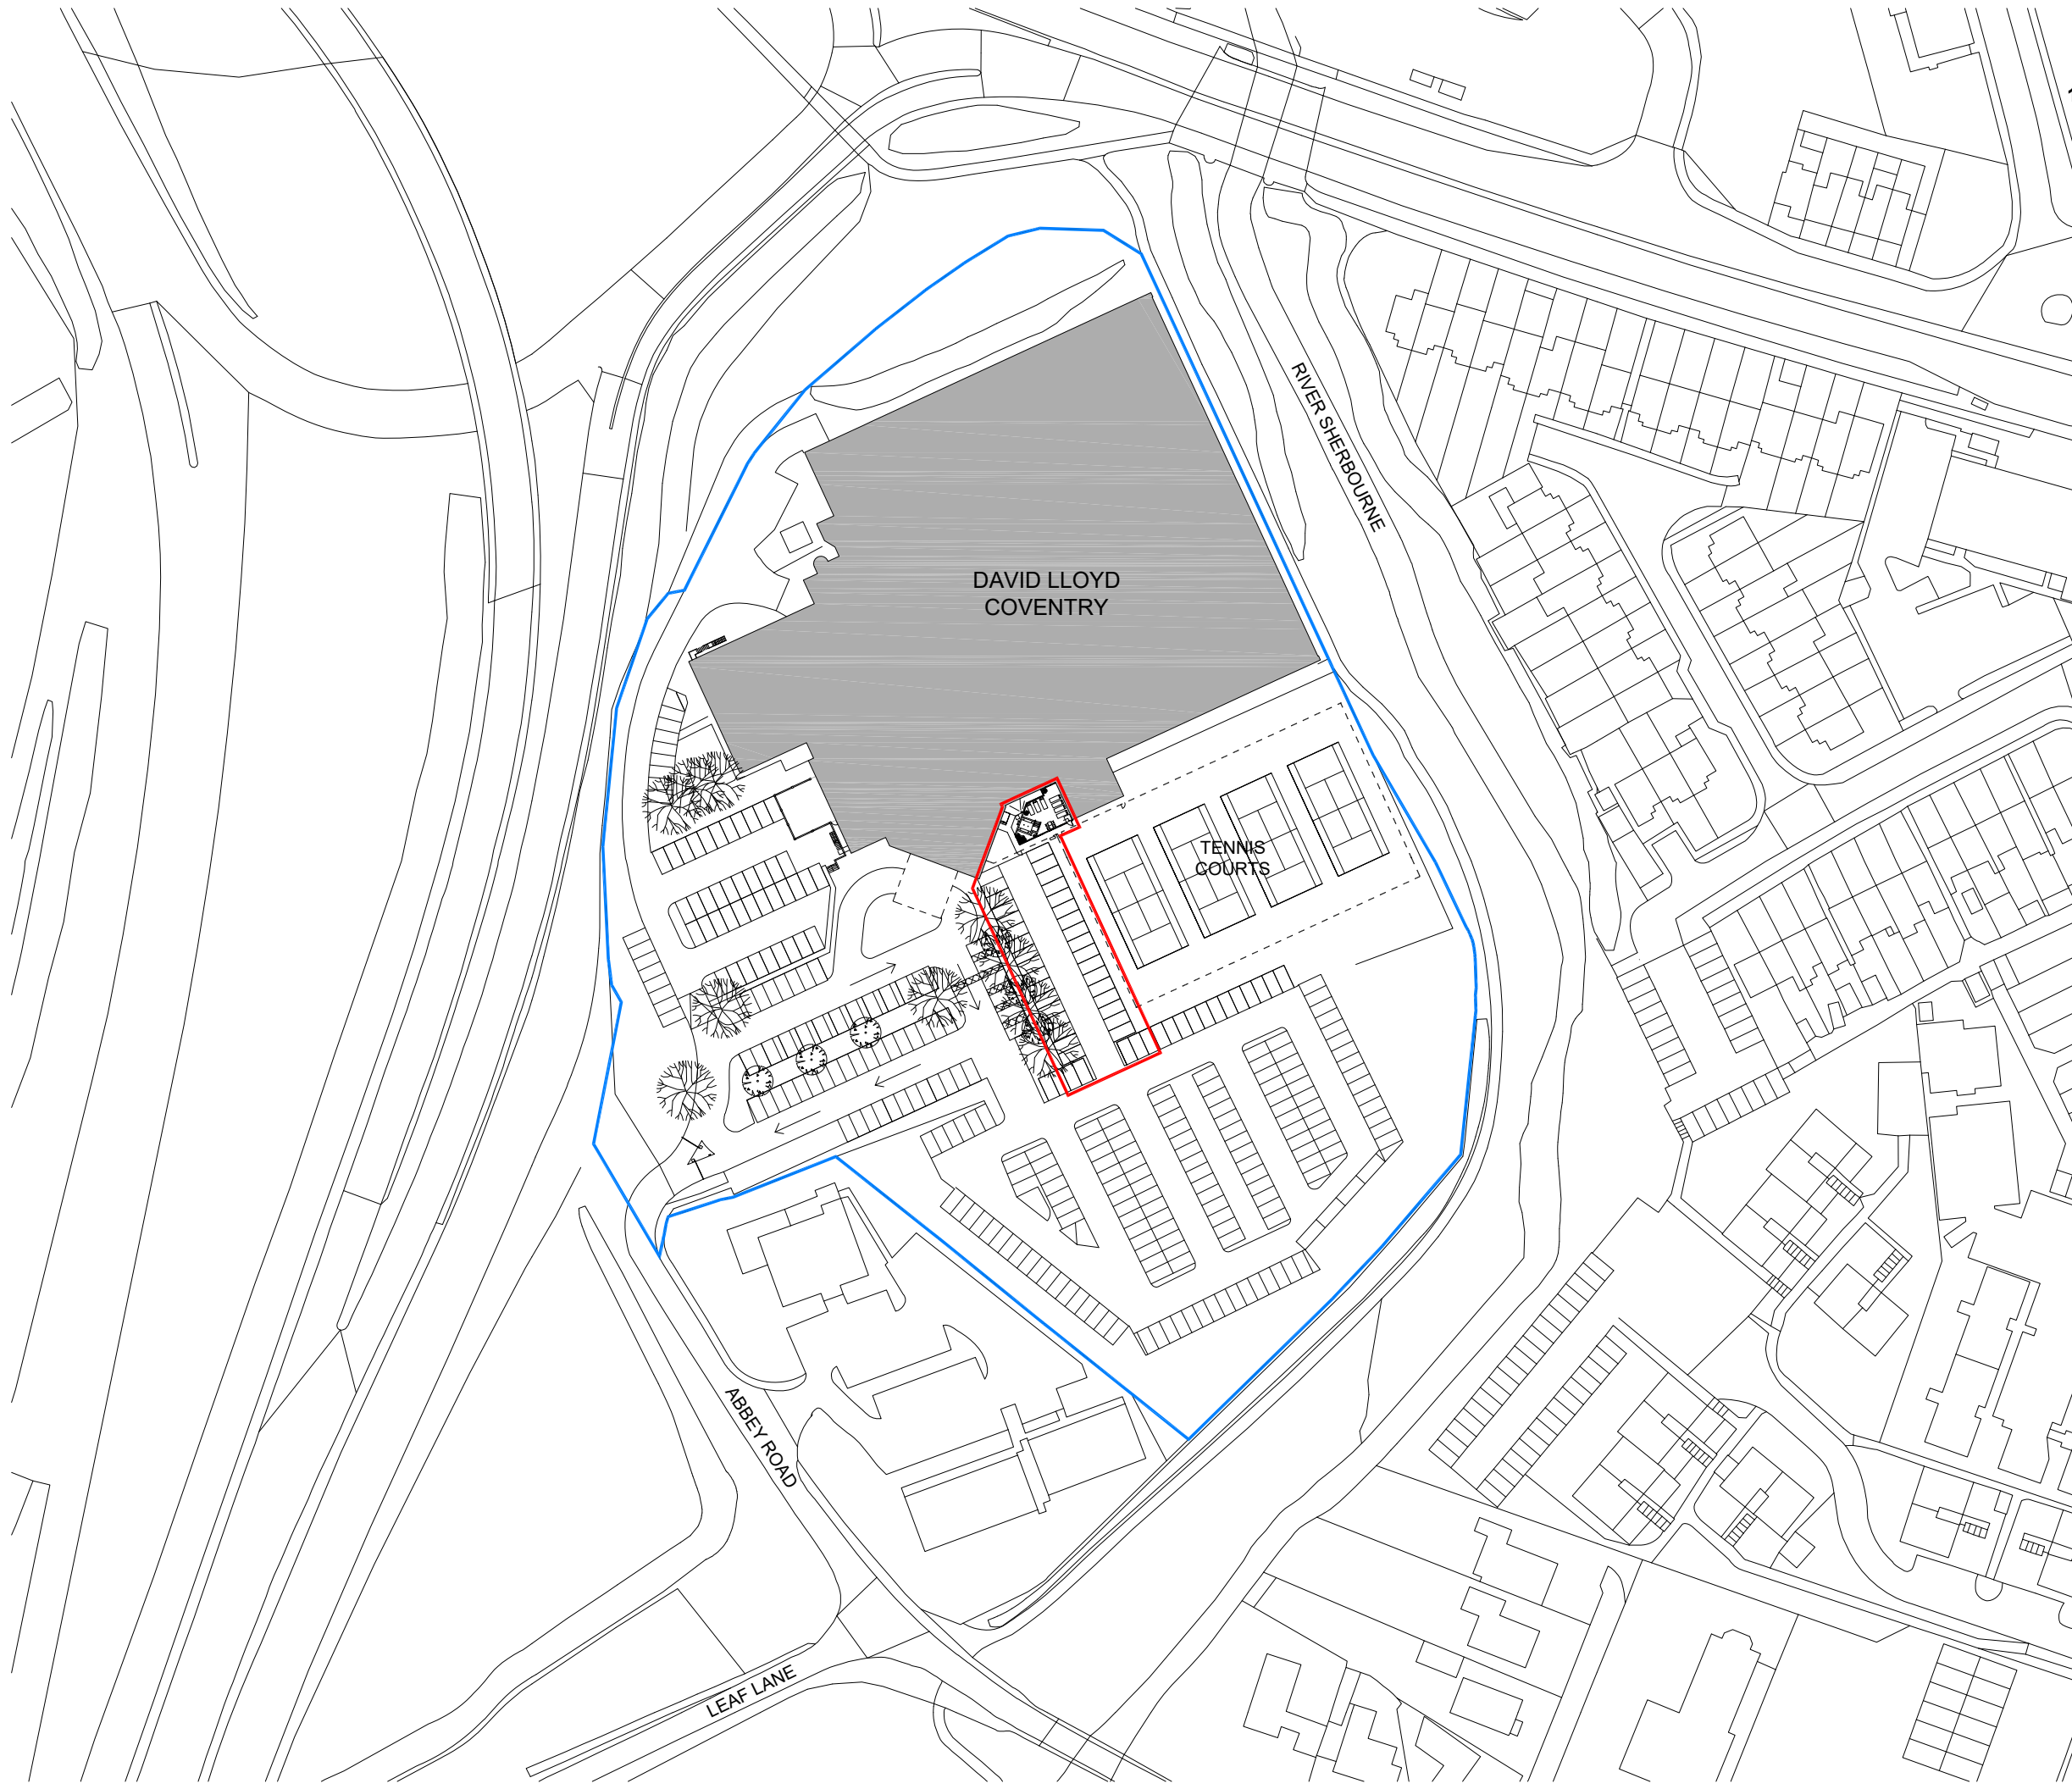 RIVER SHERBOURNE
DAVID LLOYD
COVENTRY
TENNIS
COURTS
ABBEY ROAD
LEAF LANE